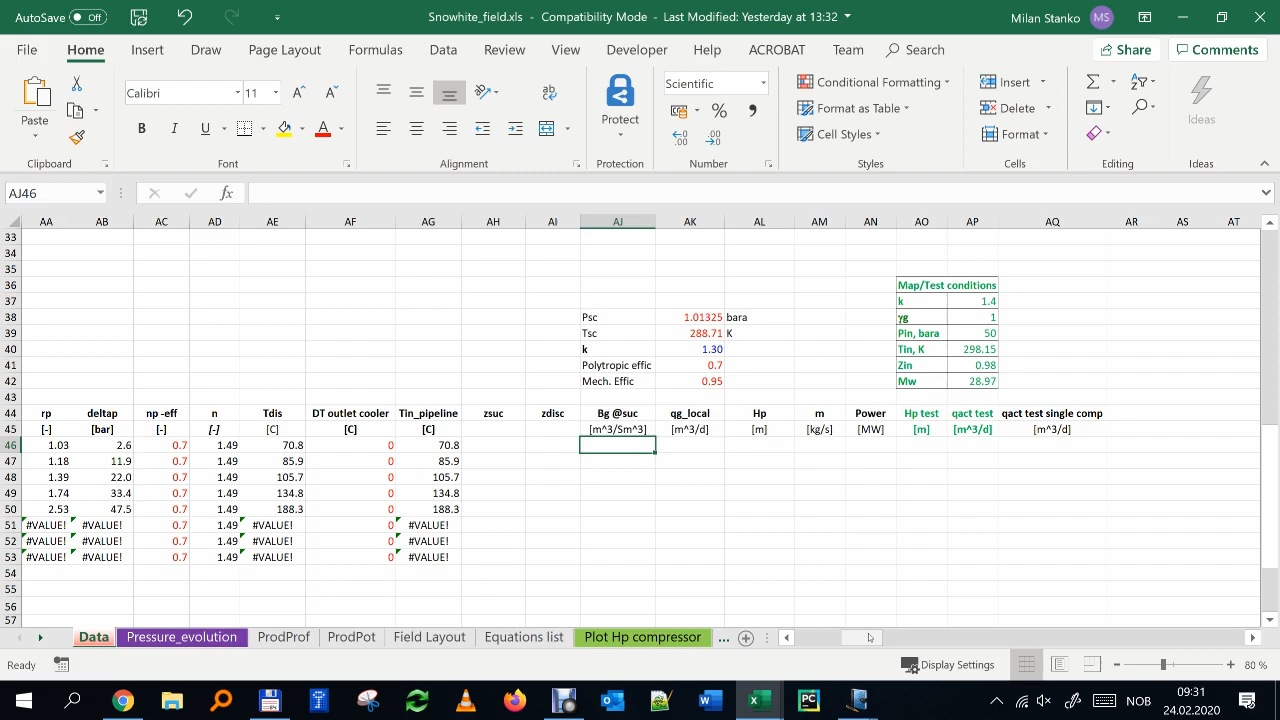 AutoSave Off Snowhite_field.xls - Compatibility Mode - Last Modified: Yesterday at 13:32 Milan Stanko MS
File Home Insert Draw Page Layout Formulas Data Review View Developer Help ACROBAT Team Search Share Comments
Calibri 11 Scientific Conditional Formatting Insert
Paste B I U A Protect Format as Table Delete Ideas
Cell Styles Format
Clipboard Font Alignment Protection Number Styles Cells Editing Ideas
AJ46 fx
AA AB AC AD AE AF AG AH AI AJ AK AL AM AN AO AP AQ AR AS AT
33
34
35
36 Map/Test conditions
37 k 1.4
38 Psc 1.01325 bara γg 1
39 Tsc 288.71 K Pin, bara 50
40 k 1.30 Tin, K 298.15
41 Polytropic effic 0.7 Zin 0.98
42 Mech. Effic 0.95 Mw 28.97
43
44 rp deltap np -eff n Tdis DT outlet cooler Tin_pipeline zsuc zdisc Bg @suc qg_local Hp m Power Hp test qact test qact test single comp
45 [-] [bar] [-] [-] [C] [C] [C] [m^3/Sm^3] [m^3/d] [m] [kg/s] [MW] [m] [m^3/d] [m^3/d]
46 1.03 2.6 0.7 1.49 70.8 0 70.8
47 1.18 11.9 0.7 1.49 85.9 0 85.9
48 1.39 22.0 0.7 1.49 105.7 0 105.7
49 1.74 33.4 0.7 1.49 134.8 0 134.8
50 2.53 47.5 0.7 1.49 188.3 0 188.3
51 #VALUE! #VALUE! 0.7 1.49 #VALUE! 0 #VALUE!
52 #VALUE! #VALUE! 0.7 1.49 #VALUE! 0 #VALUE!
53 #VALUE! #VALUE! 0.7 1.49 #VALUE! 0 #VALUE!
54
55
56
57
Data Pressure_evolution ProdProf ProdPot Field Layout Equations list Plot Hp compressor ...
Ready Display Settings 80 %
NOB 09:31
24.02.2020